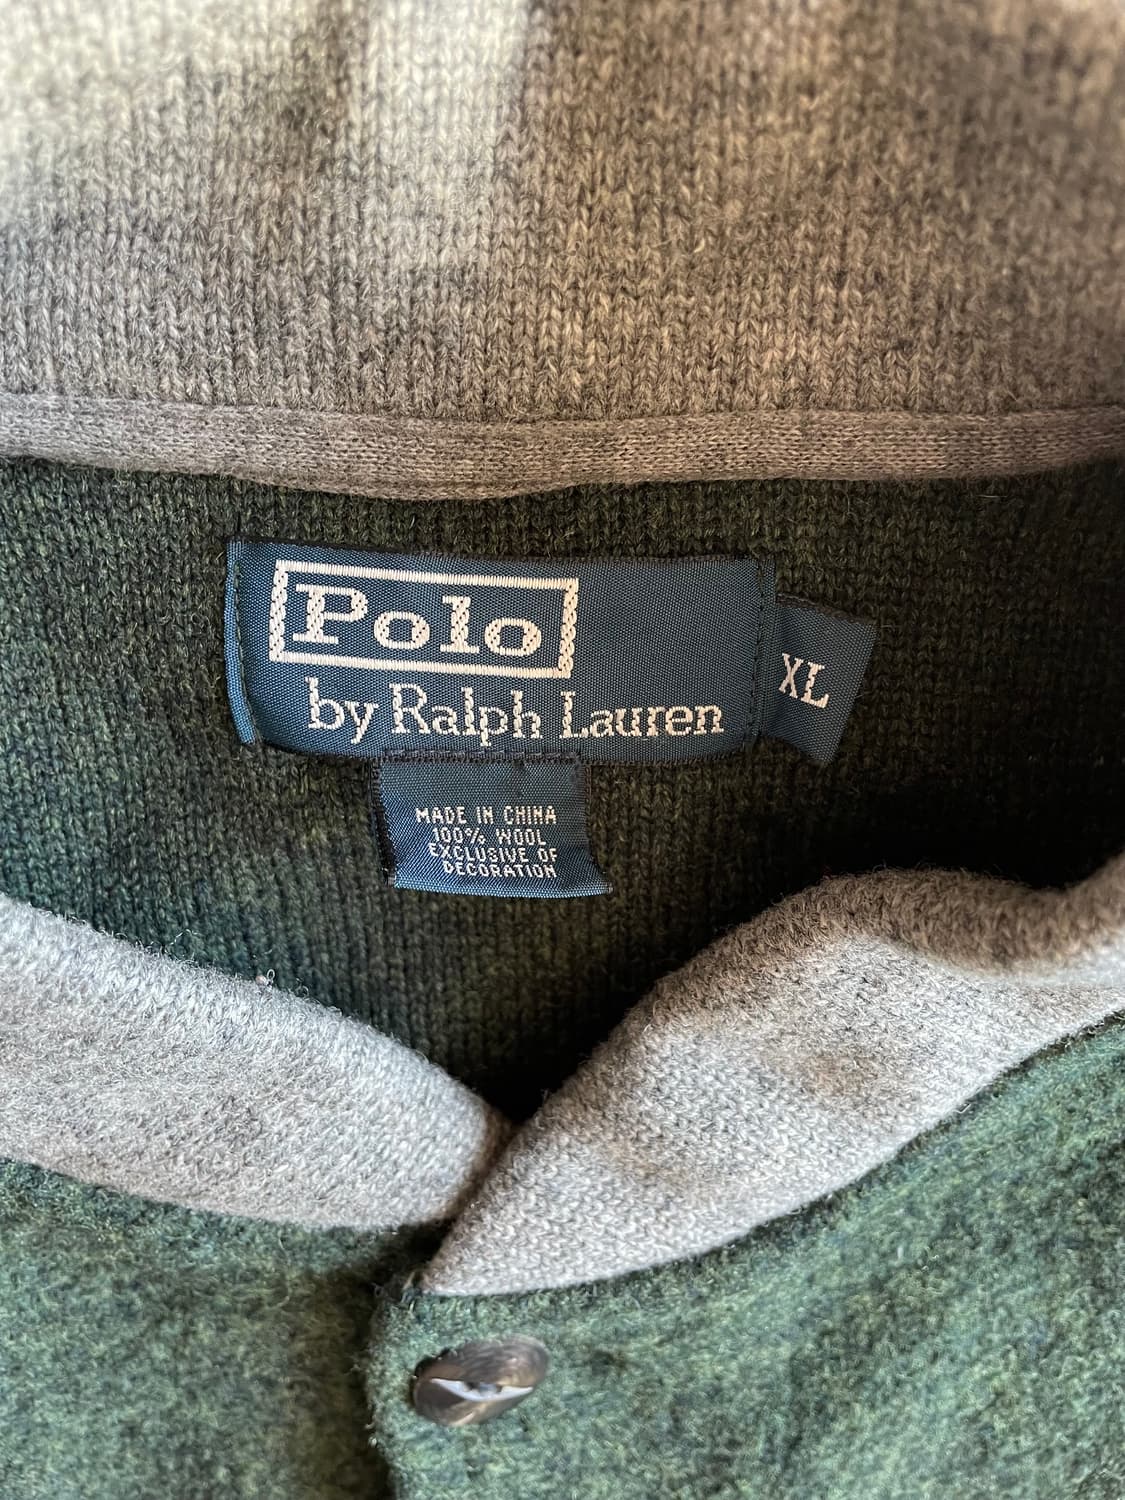 Polo
by Ralph Lauren
XL
MADE IN CHINA
100% WOOL
EXCLUSIVE OF
DECORATION